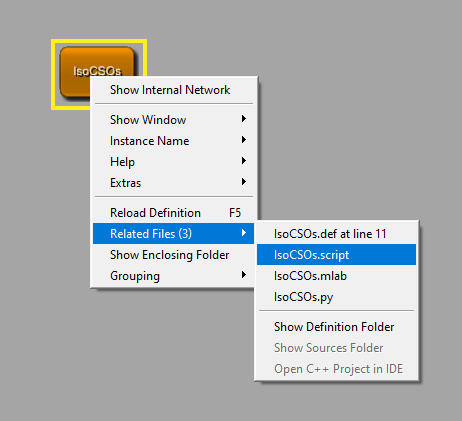 IsoCSOs
Show Internal Network
Show Window
Instance Name
Help
Extras
Reload Definition F5
Related Files (3)
Show Enclosing Folder
Grouping
IsoCSOs.def at line 11
IsoCSOs.script
IsoCSOs.mlab
IsoCSOs.py
Show Definition Folder
Show Sources Folder
Open C++ Project in IDE